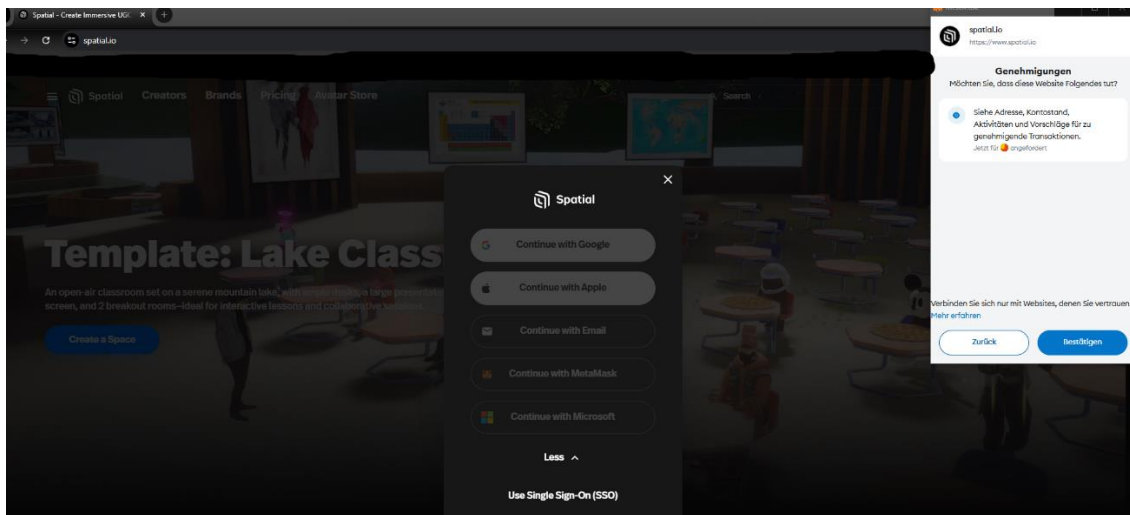 Spatial - Create Immersive UGC
spatial.io
Spatial
Creators
Brands
Pricing
Avatar Store
Search
Template: Lake Class
An open-air classroom set on a serene mountain lake, with
screen, and 2 breakout rooms—ideal for interactive lessons and collaborative
Create a Space
Spatial
Continue with Google
Continue with Apple
Continue with Email
Continue with MetaMask
Continue with Microsoft
Less
Use Single Sign-On (SSO)
spatial.io
https://www.spatial.io
Genehmigungen
Möchten Sie, dass diese Website Folgendes tut?
Siehe Adresse, Kontostand,
Aktivitäten und Vorschläge für zu
genehmigende Transaktionen.
Jetzt für angefordert
Verbinden Sie sich nur mit Websites, denen Sie vertrauen
Mehr erfahren
Zurück
Bestätigen